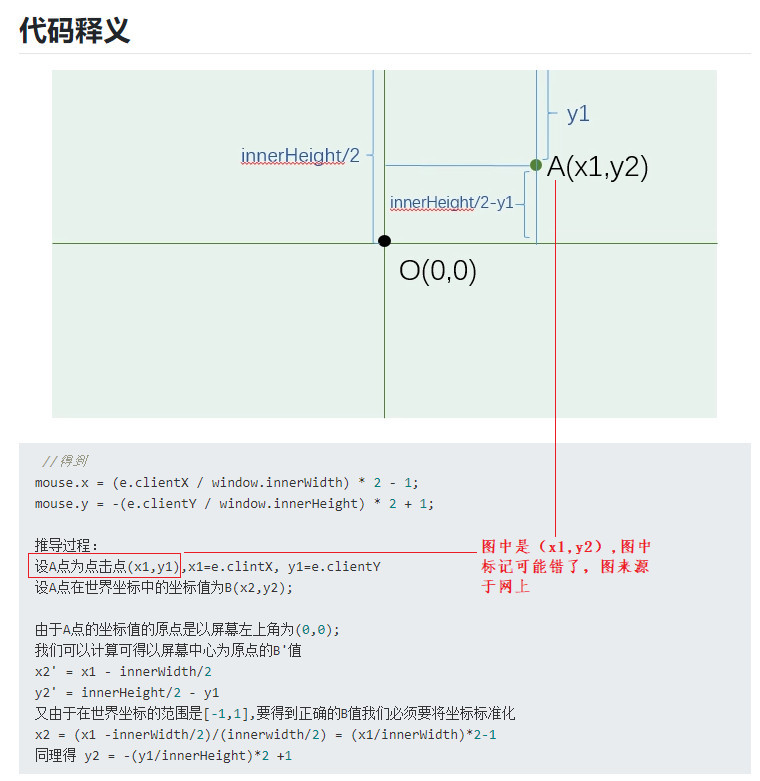 代码释义
y1
innerHeight/2
A(x1,y2)
innerHeight/2-y1
O(0,0)
//得到
mouse.x = (e.clientX / window.innerWidth) * 2 - 1;
mouse.y = -(e.clientY / window.innerHeight) * 2 + 1;
推导过程：
设A点为点击点(x1,y1),x1=e.clintX, y1=e.clientY
设A点在世界坐标中的坐标值为B(x2,y2);
图中是（x1,y2）,图中
标记可能错了，图来源
于网上
由于A点的坐标值的原点是以屏幕左上角为(0,0);
我们可以计算可得以屏幕中心为原点的B'值
x2' = x1 - innerWidth/2
y2' = innerHeight/2 - y1
又由于在世界坐标的范围是[-1,1],要得到正确的B值我们必须要将坐标标准化
x2 = (x1 -innerWidth/2)/(innerwidth/2) = (x1/innerWidth)*2-1
同理得 y2 = -(y1/innerHeight)*2 +1